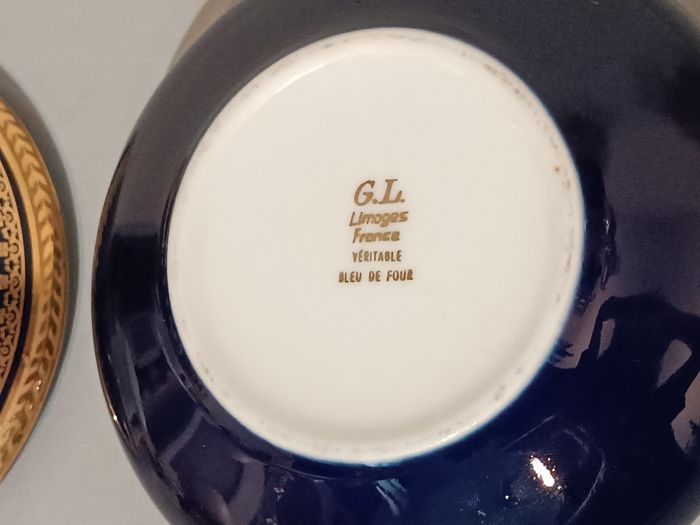 G.L.
Limoges
France
VÉRITABLE
BLEU DE FOUR